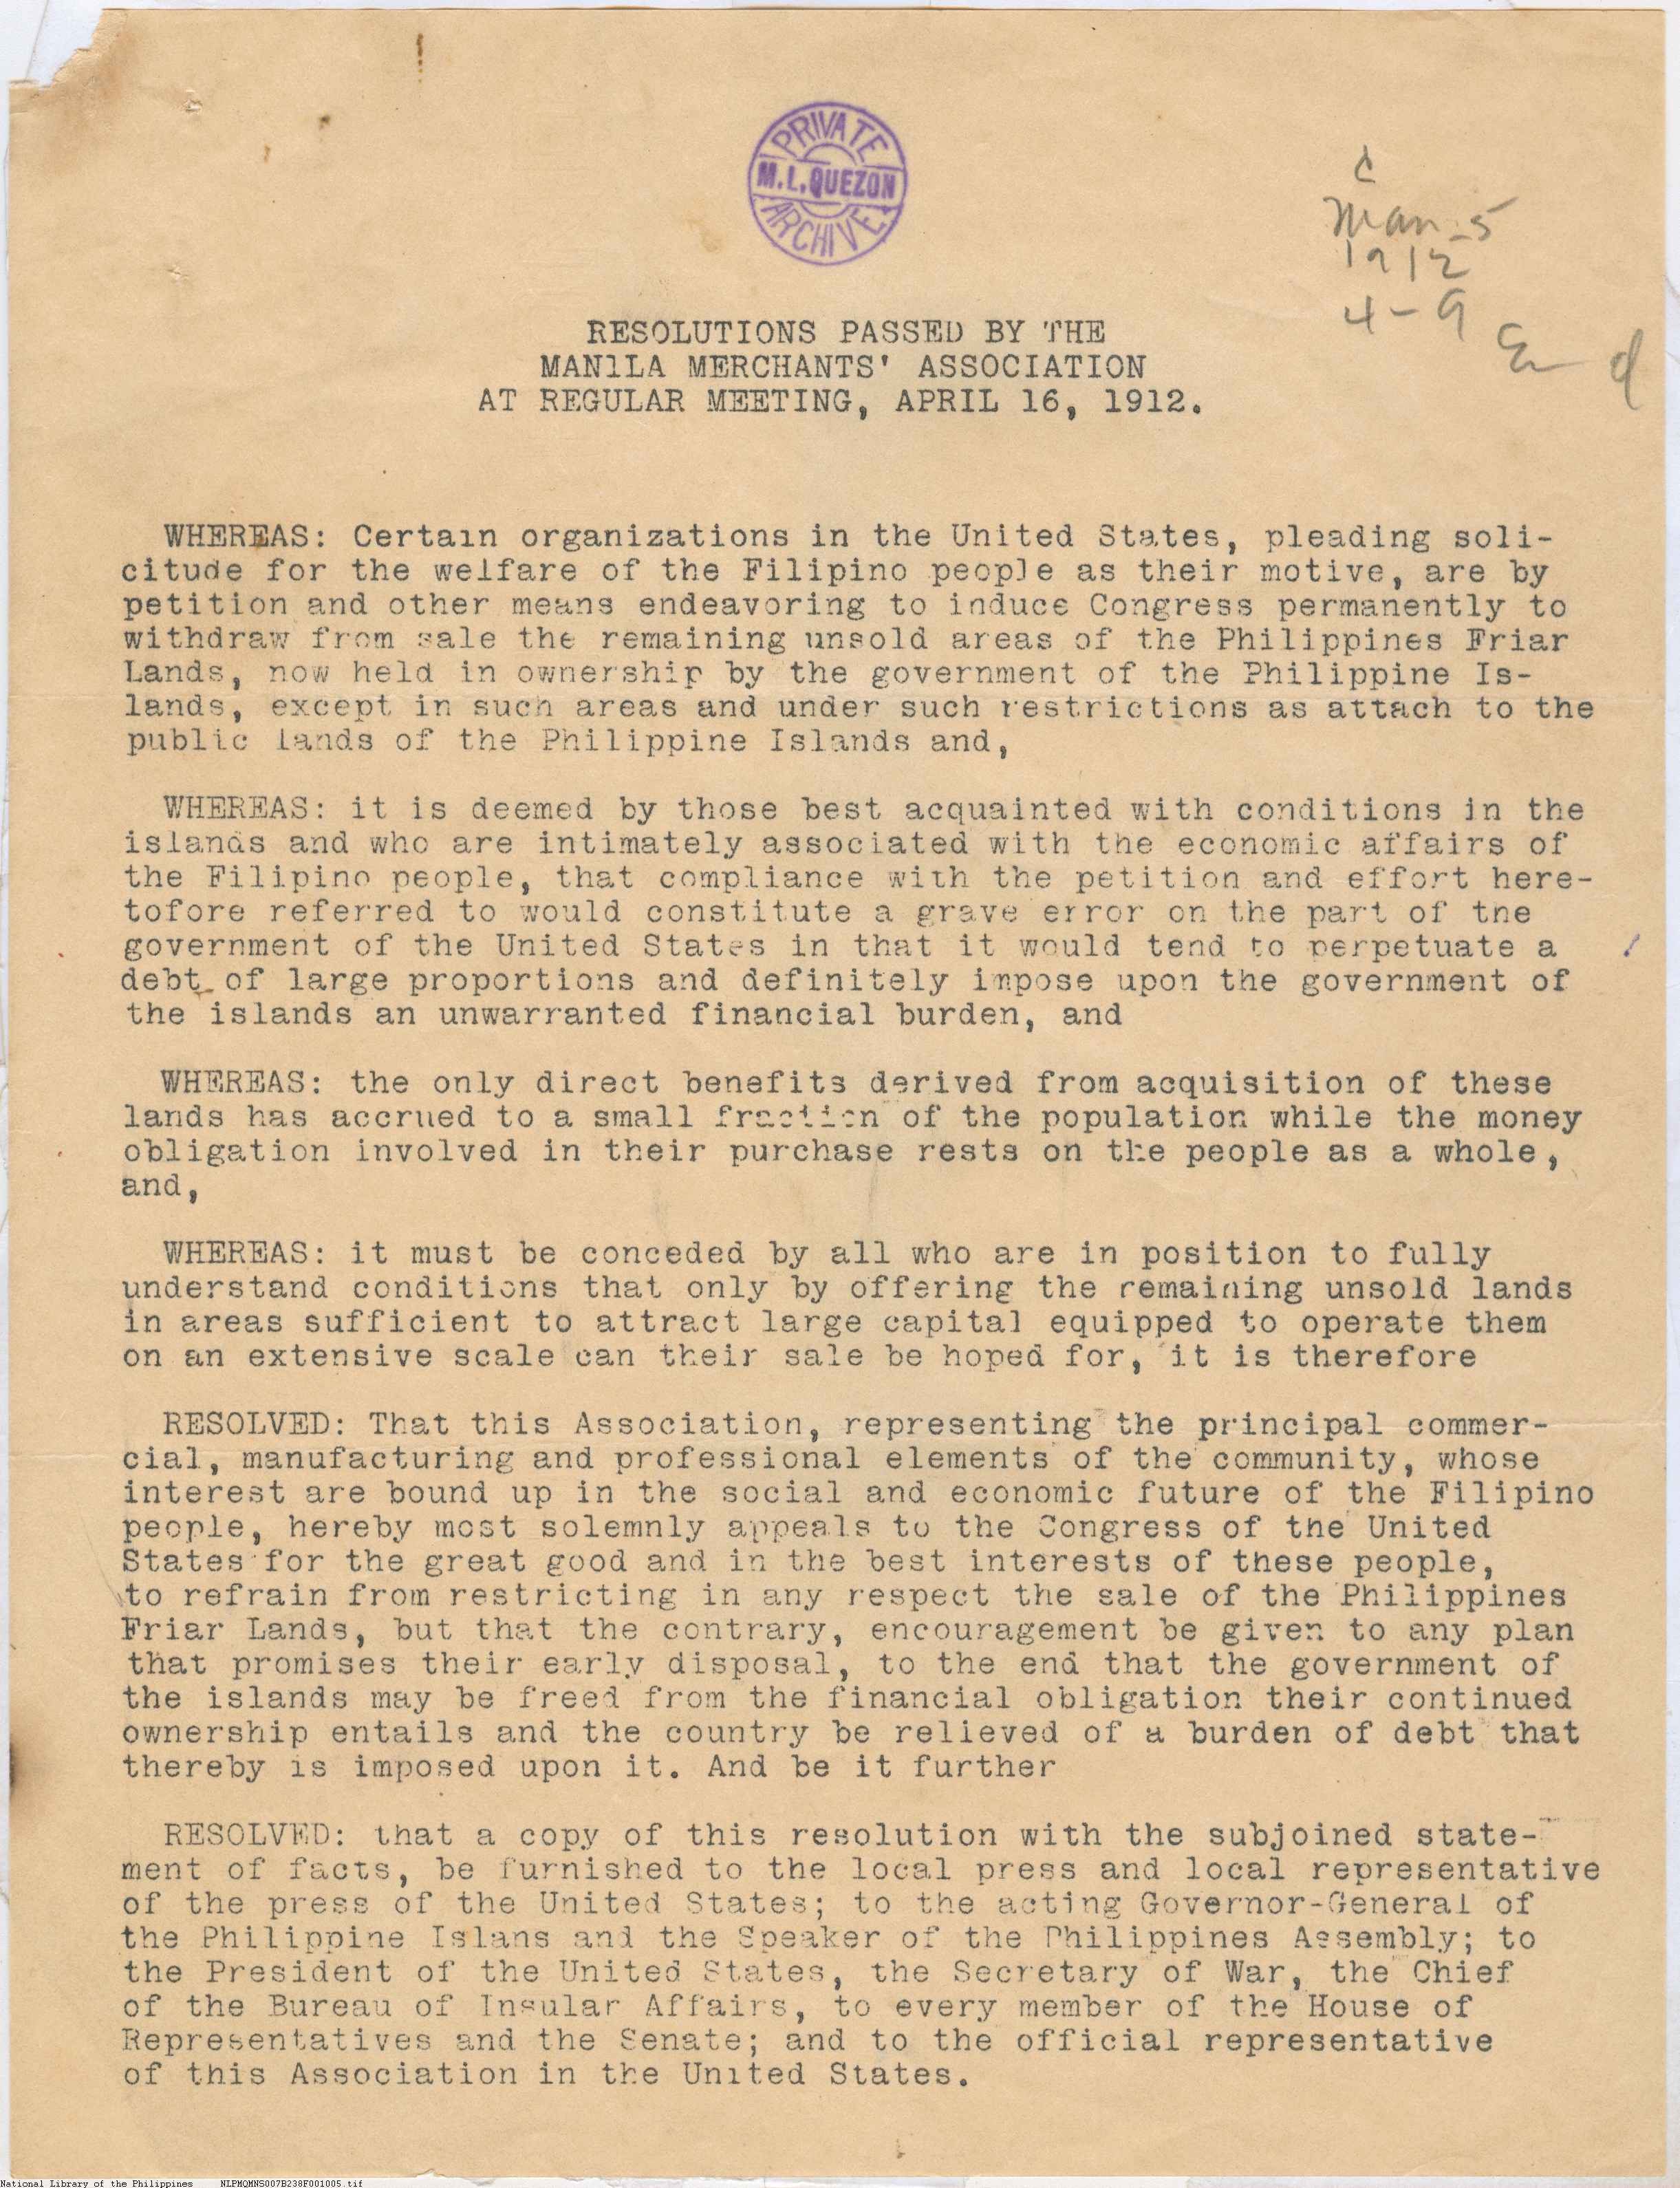 PRIVATE
M.L.QUEZON
ARCHIVE
c
Man-5
1912
4-9
RESOLUTIONS PASSED BY THE
MANILA MERCHANTS' ASSOCIATION
AT REGULAR MEETING, APRIL 16, 1912.
WHEREAS: Certain organizations in the United States, pleading soli-
citude for the welfare of the Filipino people as their motive, are by
petition and other means endeavoring to induce Congress permanently to
withdraw from sale the remaining unsold areas of the Philippines Friar
Lands, now held in ownership by the government of the Philippine Is-
lands, except in such areas and under such restrictions as attach to the
public lands of the Philippine Islands and,
WHEREAS: it is deemed by those best acquainted with conditions in the
islands and who are intimately associated with the economic affairs of
the Filipino people, that compliance with the petition and effort here-
tofore referred to would constitute a grave error on the part of the
government of the United States in that it would tend to perpetuate a
debt of large proportions and definitely impose upon the government of
the islands an unwarranted financial burden, and
WHEREAS: the only direct benefits derived from acquisition of these
lands has accrued to a small fraction of the population while the money
obligation involved in their purchase rests on the people as a whole,
and,
WHEREAS: it must be conceded by all who are in position to fully
understand conditions that only by offering the remaining unsold lands
in areas sufficient to attract large capital equipped to operate them
on an extensive scale can their sale be hoped for, it is therefore
RESOLVED: That this Association, representing the principal commer-
cial, manufacturing and professional elements of the community, whose
interest are bound up in the social and economic future of the Filipino
people, hereby most solemnly appeals to the Congress of the United
States for the great good and in the best interests of these people,
to refrain from restricting in any respect the sale of the Philippines
Friar Lands, but that the contrary, encouragement be given to any plan
that promises their early disposal, to the end that the government of
the islands may be freed from the financial obligation their continued
ownership entails and the country be relieved of a burden of debt that
thereby is imposed upon it. And be it further
RESOLVED: that a copy of this resolution with the subjoined state-
ment of facts, be furnished to the local press and local representative
of the press of the United States; to the acting Governor-General of
the Philippine Islans and the Speaker of the Philippines Assembly; to
the President of the United States, the Secretary of War, the Chief
of the Bureau of Insular Affairs, to every member of the House of
Representatives and the Senate; and to the official representative
of this Association in the United States.
National Library of the Philippines NLPMQMNS007B238F001005.tif